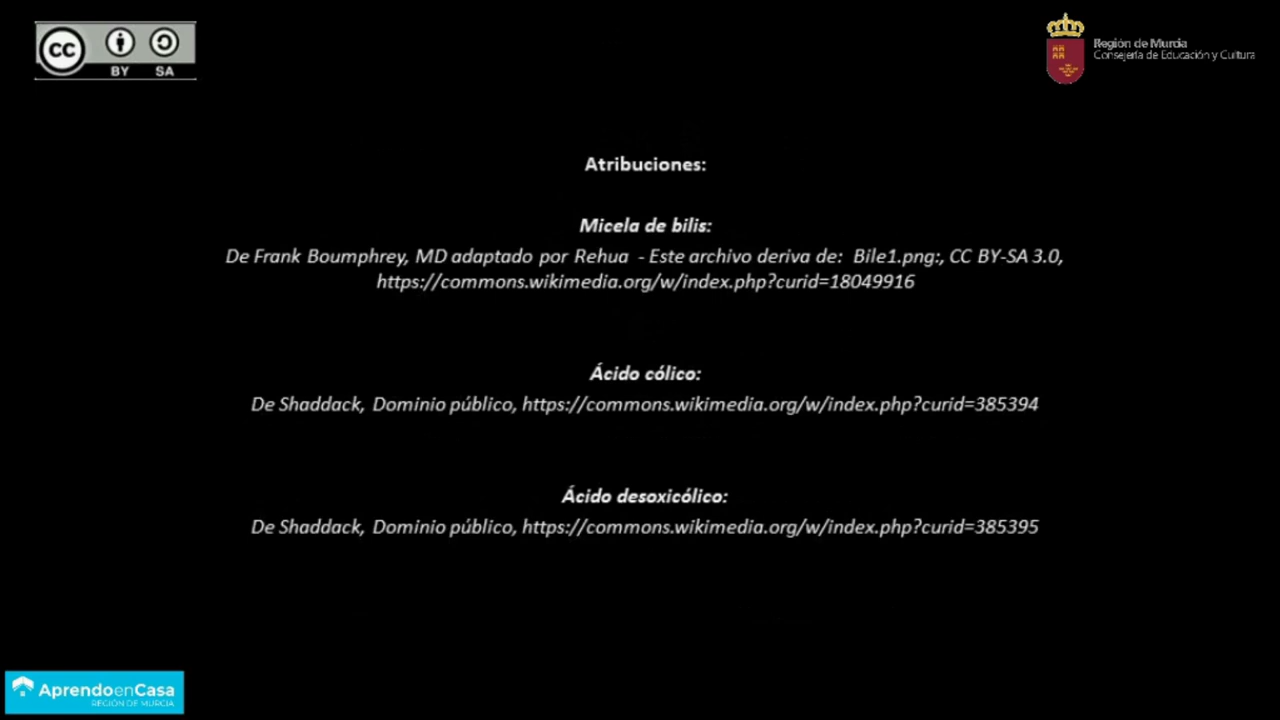 cc
BY SA
Región de Murcia
Consejería de Educación y Cultura
Atribuciones:
Micela de bilis:
De Frank Boumphrey, MD adaptado por Rehua - Este archivo deriva de: Bile1.png:, CC BY-SA 3.0,
https://commons.wikimedia.org/w/index.php?curid=18049916
Ácido cólico:
De Shaddack, Dominio público, https://commons.wikimedia.org/w/index.php?curid=385394
Ácido desoxicólico:
De Shaddack, Dominio público, https://commons.wikimedia.org/w/index.php?curid=385395
AprendoenCasa
REGIÓN DE MURCIA